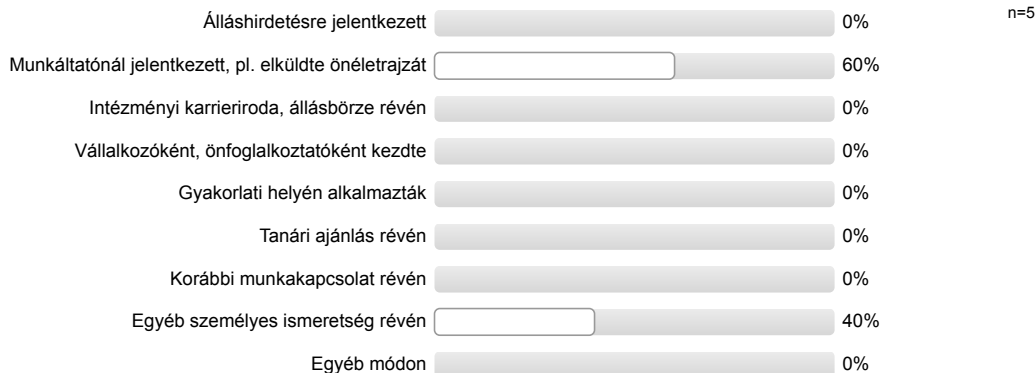 Álláshirdetésre jelentkezett 0% n=5
Munkáltatónál jelentkezett, pl. elküldte önéletrajzát 60%
Intézményi karrieriroda, állásbörze révén 0%
Vállalkozóként, önfoglalkoztatóként kezdte 0%
Gyakorlati helyén alkalmazták 0%
Tanári ajánlás révén 0%
Korábbi munkakapcsolat révén 0%
Egyéb személyes ismeretség révén 40%
Egyéb módon 0%